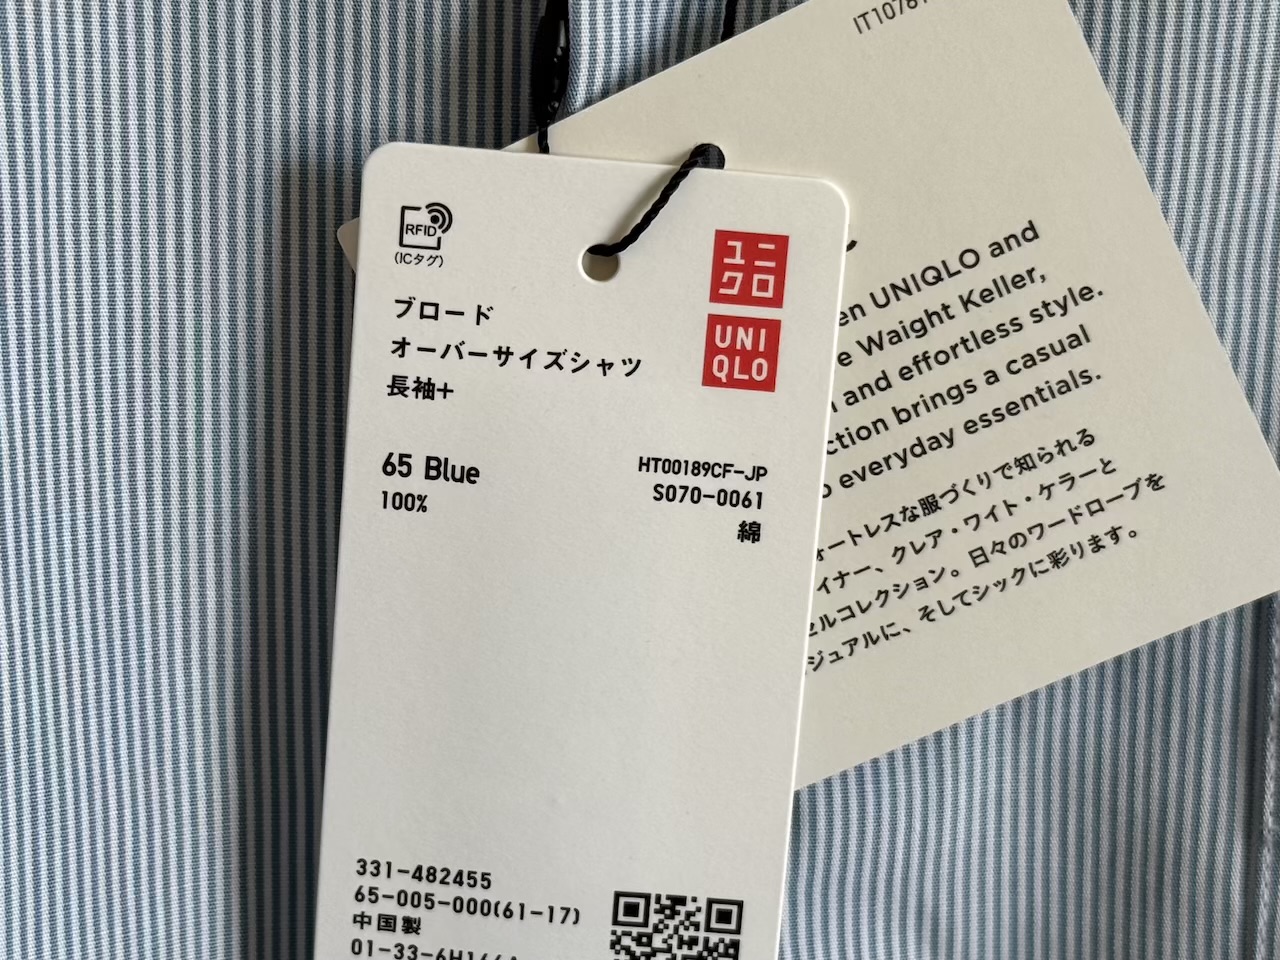 RFID
(ICタグ)
ユニ
クロ
UNI
QLO
ブロード
オーバーサイズシャツ
長袖+
65 Blue
100%
HT00189CF-JP
S070-0061
綿
331-482455
65-005-000(61-17)
中国製
01-33-
UNIQLO and
Waight Keller,
and effortless style.
brings a casual
everyday essentials.
トレスな服づくりで知られる
イナー、クレア・ワイト・ケラーと
ルコレクション。日々のワードローブを
ジュアルに、そしてシックに彩ります。